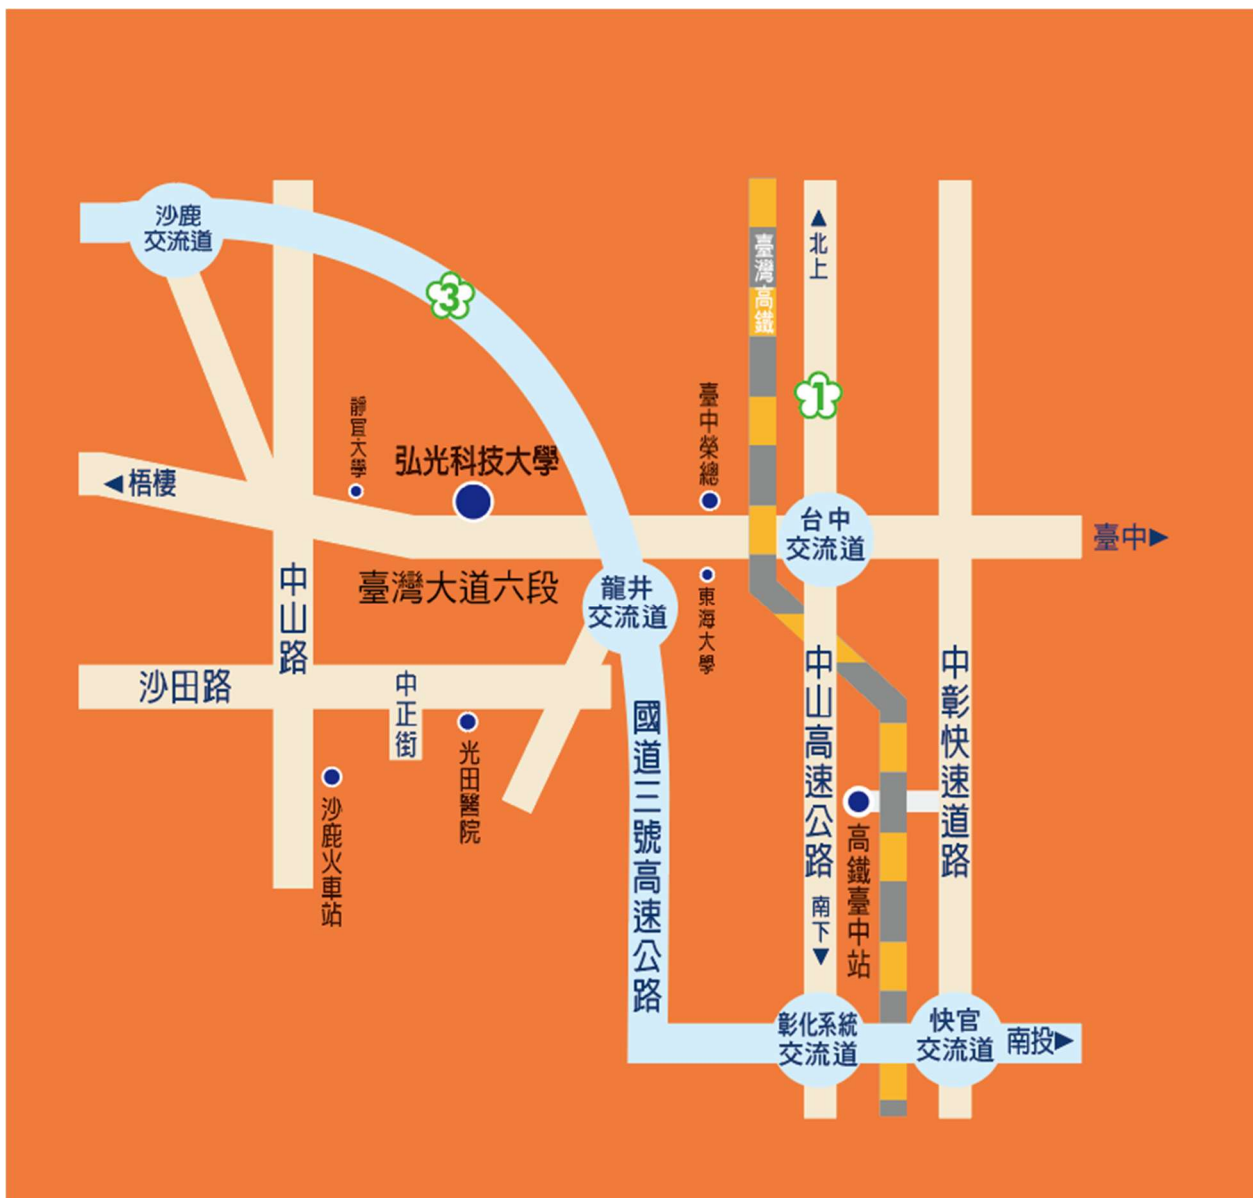 沙鹿
交流道
北上
臺灣高鐵
3
1
靜宜大學
弘光科技大學
臺中榮總
梧棲
台中
交流道
臺中
臺灣大道六段
龍井
交流道
東海大學
中山路
沙田路
中正街
光田醫院
沙鹿火車站
國道三號高速公路
中山高速公路
中彰快速道路
高鐵臺中站
南下
彰化系統
交流道
快官
交流道
南投